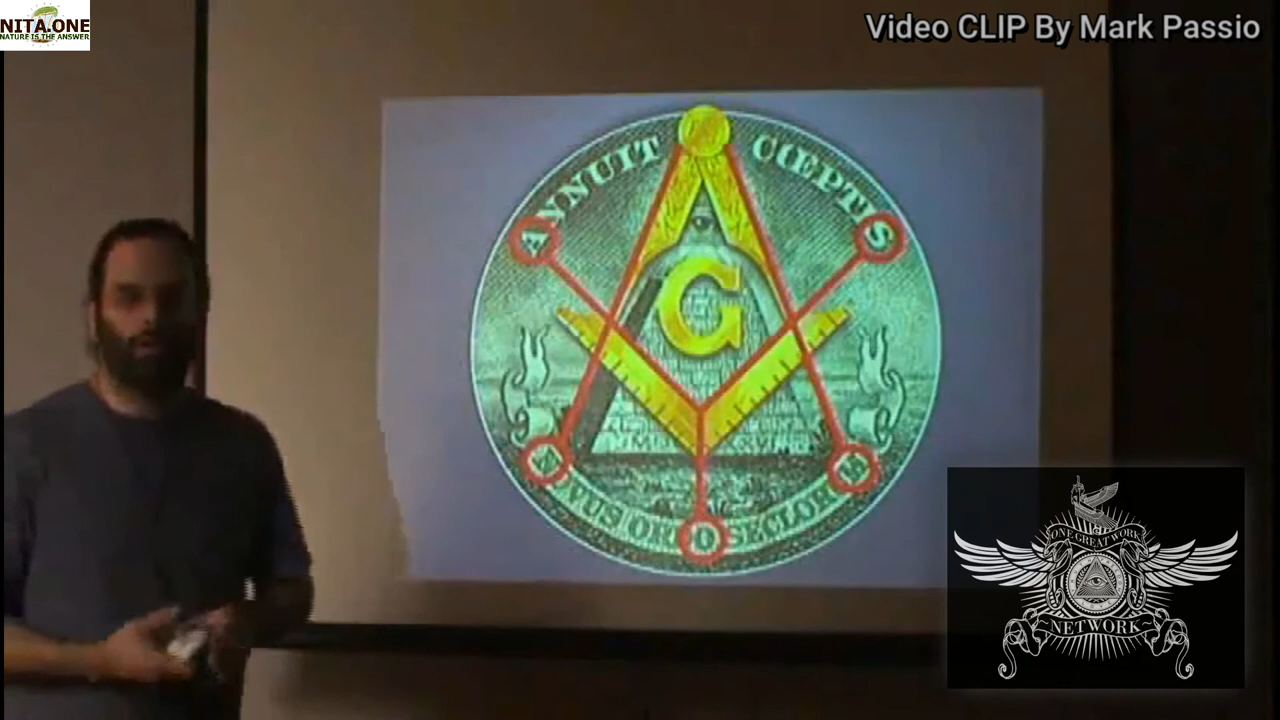 NITA.ONE
NATURE IS THE ANSWER
Video CLIP By Mark Passio
ANNUIT CŒPTIS
G
NOVUS ORDO SECLORUM
ONE GREAT WORK
NETWORK